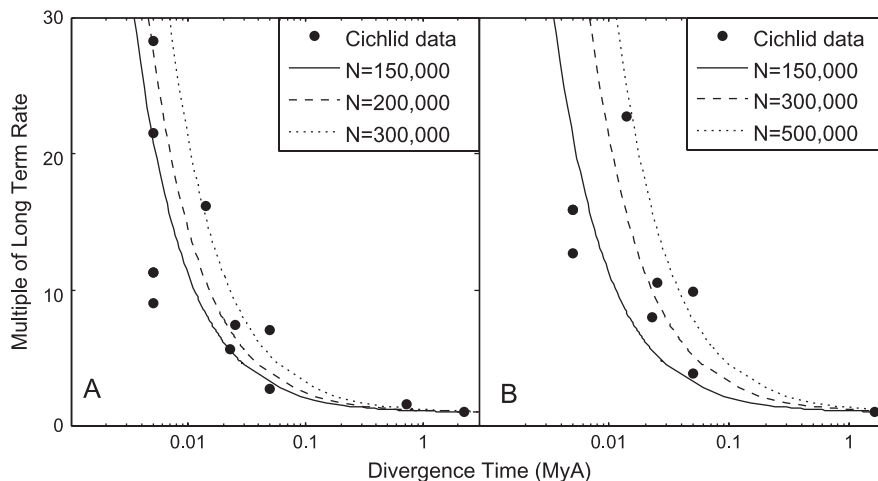 30
20
10
0
Multiple of Long Term Rate
Cichlid data
N=150,000
N=200,000
N=300,000
A
0.01
0.1
1
Cichlid data
N=150,000
N=300,000
N=500,000
B
0.01
0.1
1
Divergence Time (MyA)